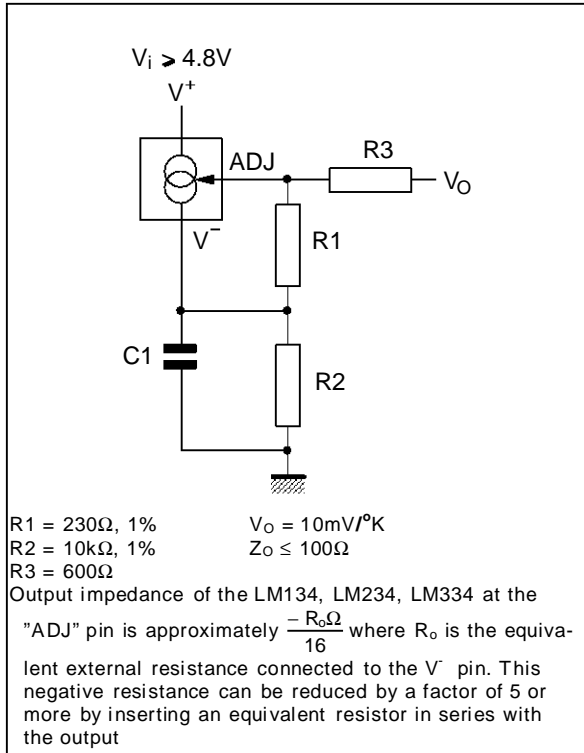 Vi ⩾ 4.8V
V+
ADJ
R3
VO
V−
R1
C1
R2
R1 = 230Ω, 1% VO = 10mV/°K
R2 = 10kΩ, 1% ZO ≤ 100Ω
R3 = 600Ω
Output impedance of the LM134, LM234, LM334 at the
”ADJ” pin is approximately − RoΩ/16 where Ro is the equiva-
lent external resistance connected to the V- pin. This
negative resistance can be reduced by a factor of 5 or
more by inserting an equivalent resistor in series with
the output